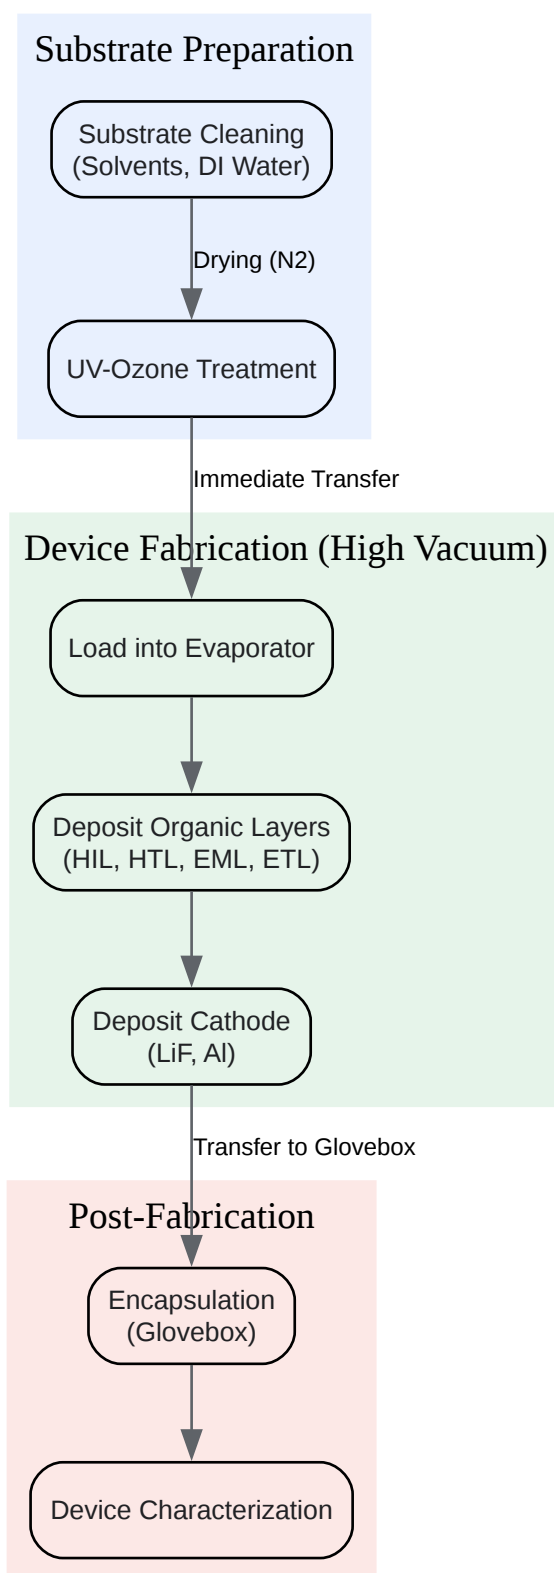 Substrate Preparation
Substrate Cleaning
(Solvents, DI Water)
Drying (N2)
UV-Ozone Treatment
Immediate Transfer
Device Fabrication (High Vacuum)
Load into Evaporator
Deposit Organic Layers
(HIL, HTL, EML, ETL)
Deposit Cathode
(LiF, Al)
Transfer to Glovebox
Post-Fabrication
Encapsulation
(Glovebox)
Device Characterization